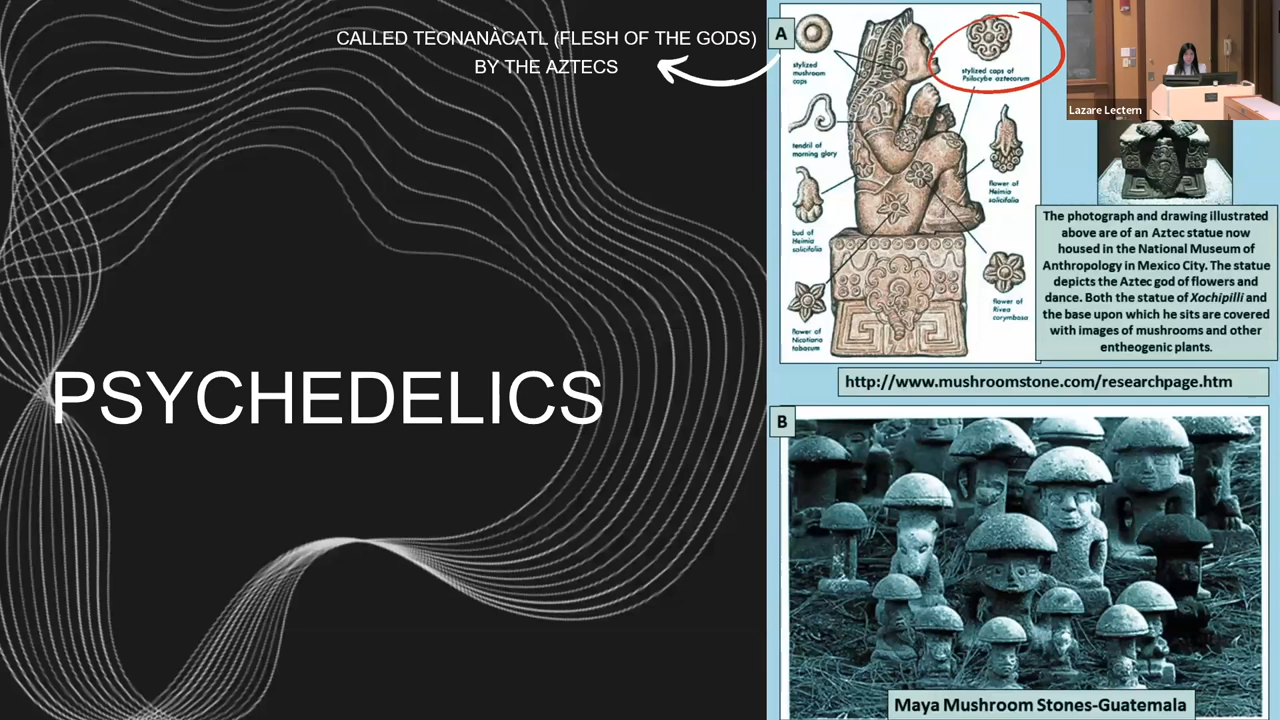 CALLED TEONANÀCATL (FLESH OF THE GODS)
BY THE AZTECS
PSYCHEDELICS
A
stylized
mushroom
caps
stylized caps of
Psilocybe aztecorum
tendril of
morning glory
flower of
Heimia
salicifolia
bud of
Heimia
salicifolia
flower of
Rivea
corymbosa
flower of
Nicotiana
tabacum
Lazare Lectern
The photograph and drawing illustrated
above are of an Aztec statue now
housed in the National Museum of
Anthropology in Mexico City. The statue
depicts the Aztec god of flowers and
dance. Both the statue of Xochipilli and
the base upon which he sits are covered
with images of mushrooms and other
entheogenic plants.
http://www.mushroomstone.com/researchpage.htm
B
Maya Mushroom Stones-Guatemala